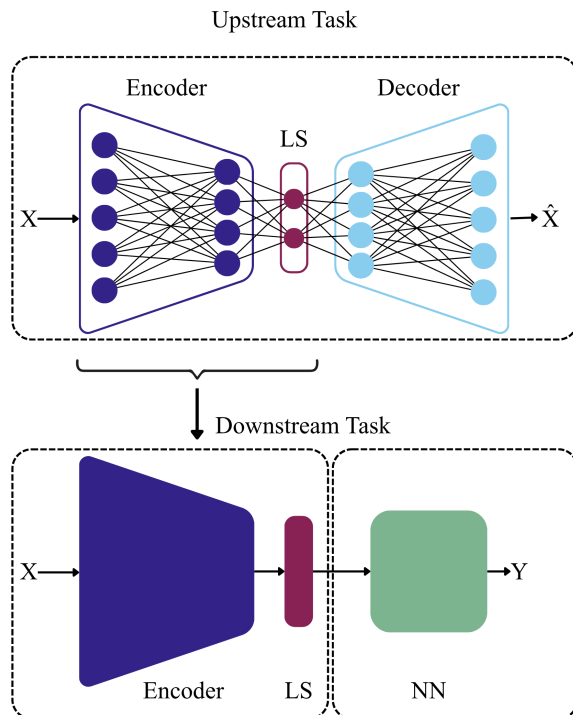 Upstream Task
Encoder
Decoder
LS
X
X̂
Downstream Task
X
Y
Encoder
LS
NN